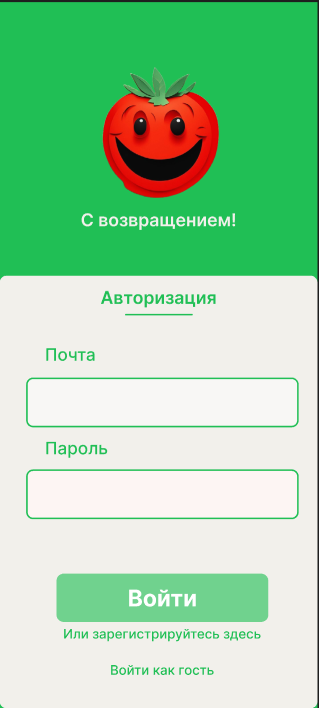 С возвращением!
Авторизация
Почта
Пароль
Войти
Или зарегистрируйтесь здесь
Войти как гость